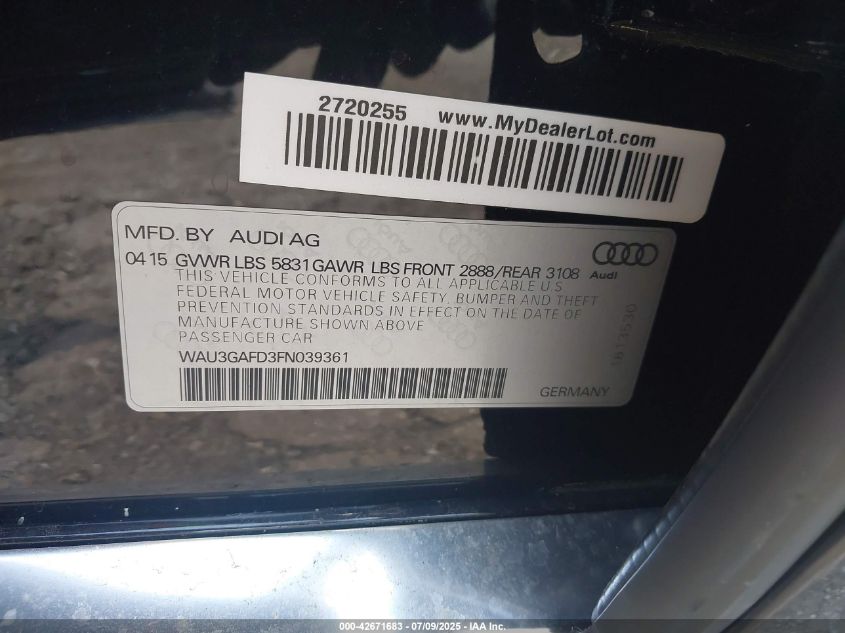 2720255 www.MyDealerLot.com
MFD. BY AUDI AG
04 15 GVWR LBS 5831 GAWR LBS FRONT 2888/REAR 3108
Audi
THIS VEHICLE CONFORMS TO ALL APPLICABLE U S
FEDERAL MOTOR VEHICLE SAFETY, BUMPER AND THEFT
PREVENTION STANDARDS IN EFFECT ON THE DATE OF
MANUFACTURE SHOWN ABOVE
PASSENGER CAR
WAU3GAFD3FN039361
1813530
GERMANY
000-42671683 - 07/09/2025 - IAA Inc.